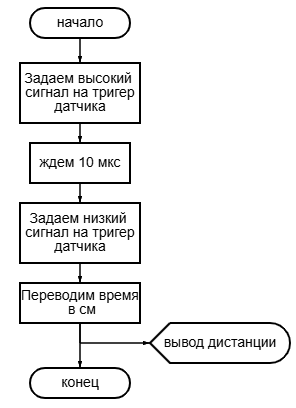 начало
Задаем высокий
сигнал на тригер
датчика
ждем 10 мкс
Задаем низкий
сигнал на тригер
датчика
Переводим время
в см
вывод дистанции
конец